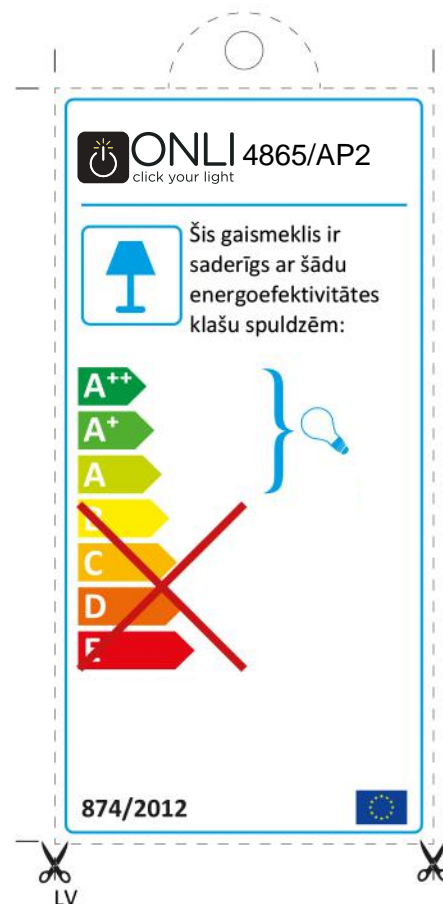 ONLI 4865/AP2
click your light
Šis gaismeklis ir
saderīgs ar šādu
energoefektivitātes
klašu spuldzēm:
A++
A+
A
B
C
D
E
874/2012
LV